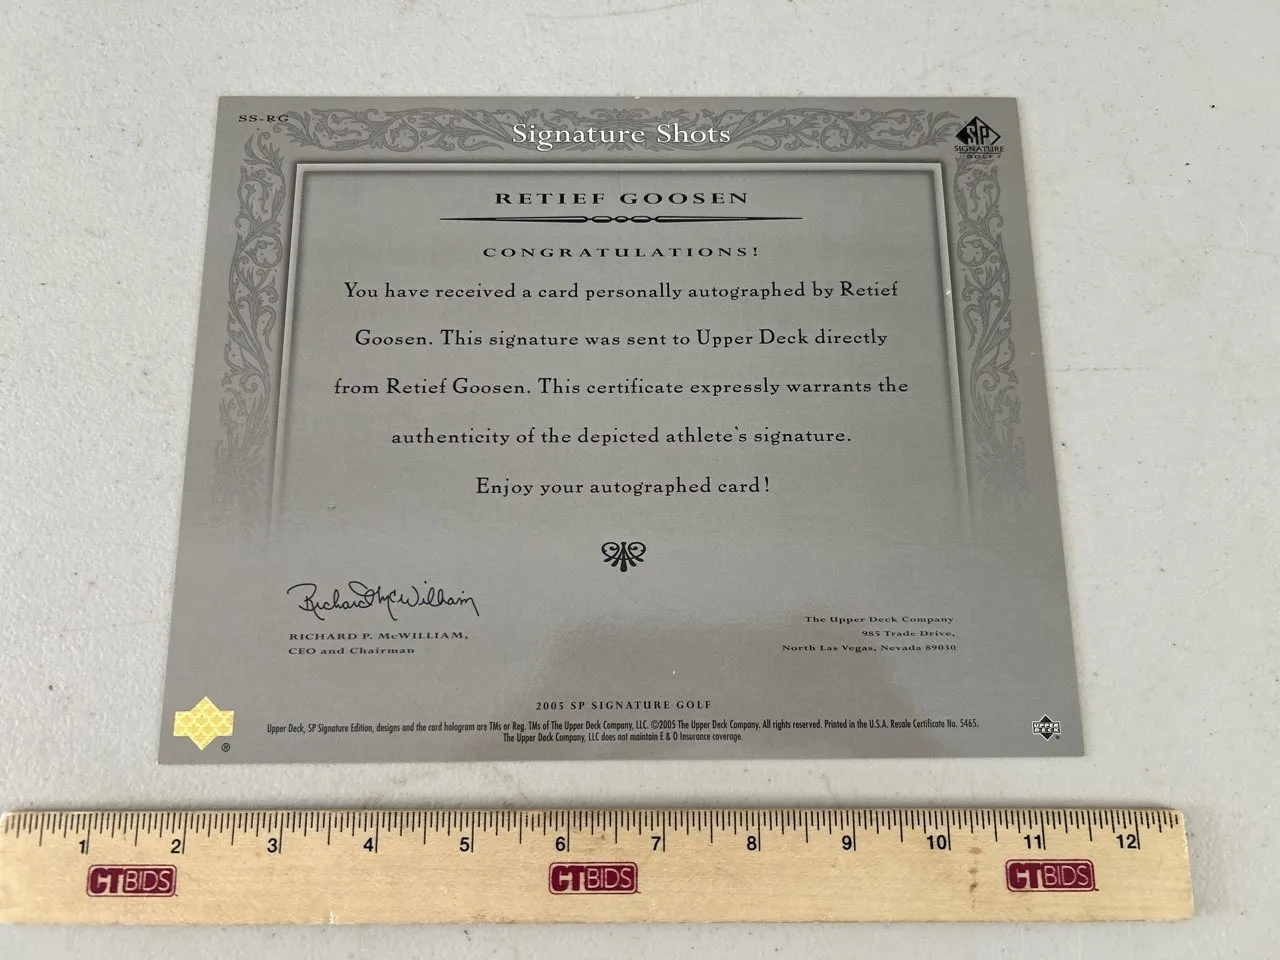 SS-RG
Signature Shots
SP
SIGNATURE
GOLF
RETIEF GOOSEN
CONGRATULATIONS!
You have received a card personally autographed by Retief
Goosen. This signature was sent to Upper Deck directly
from Retief Goosen. This certificate expressly warrants the
authenticity of the depicted athlete's signature.
Enjoy your autographed card!
Richard McWilliam
RICHARD P. McWILLIAM,
CEO and Chairman
The Upper Deck Company
985 Trade Drive,
North Las Vegas, Nevada 89030
2005 SP SIGNATURE GOLF
Upper Deck, SP Signature Edition, designs and the card hologram are TMs or Reg. TMs of The Upper Deck Company, LLC. ©2005 The Upper Deck Company. All rights reserved. Printed in the U.S.A. Resale Certificate No. 5465.
The Upper Deck Company, LLC does not maintain E & O Insurance coverage.
®
UPPER
DECK
1 2 3 4 5 6 7 8 9 10 11 12
CTBIDS CTBIDS CTBIDS